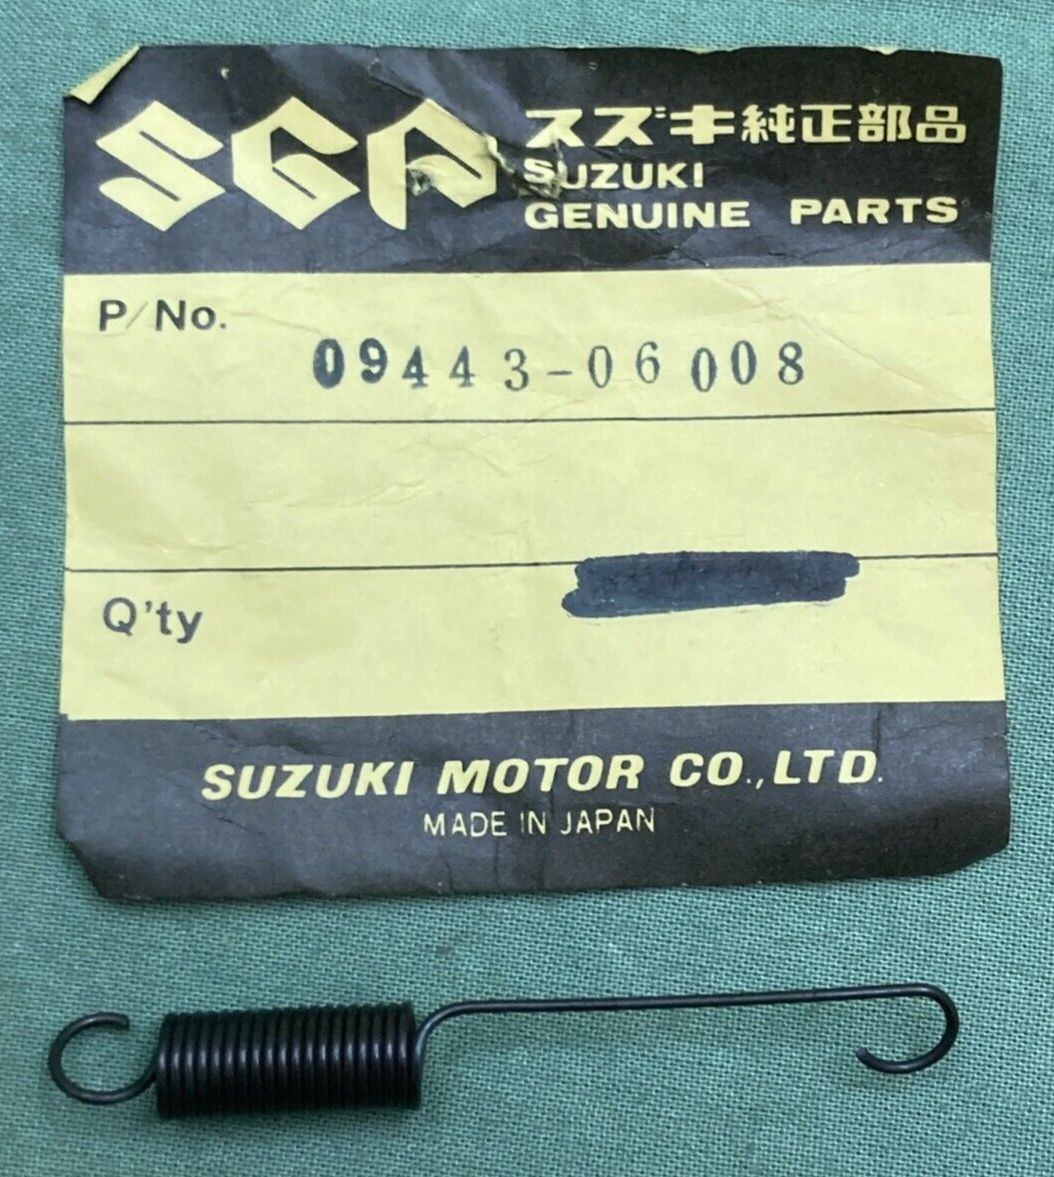 SGP
スズキ純正部品
SUZUKI
GENUINE PARTS
P/No.
09443-06008
Q'ty
SUZUKI MOTOR CO.,LTD.
MADE IN JAPAN